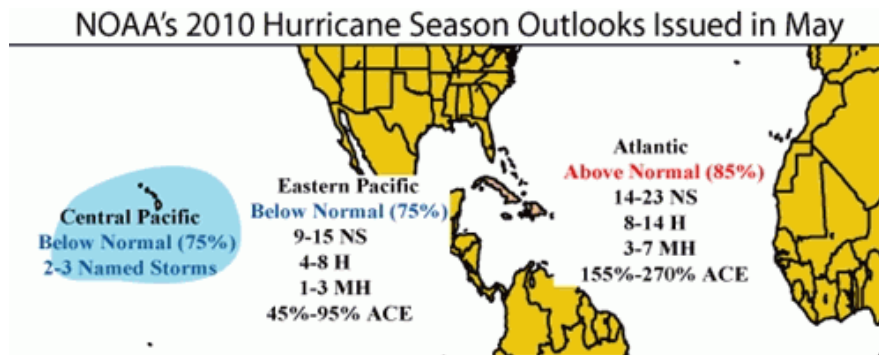 NOAA's 2010 Hurricane Season Outlooks Issued in May
Central Pacific
Below Normal (75%)
2-3 Named Storms
Eastern Pacific
Below Normal (75%)
9-15 NS
4-8 H
1-3 MH
45%-95% ACE
Atlantic
Above Normal (85%)
14-23 NS
8-14 H
3-7 MH
155%-270% ACE